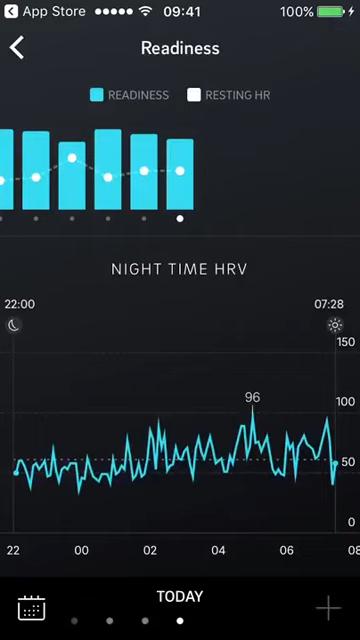 App Store 09:41 100%
Readiness
READINESS RESTING HR
NIGHT TIME HRV
22:00 07:28
150
96
100
50
0
22 00 02 04 06 08
TODAY